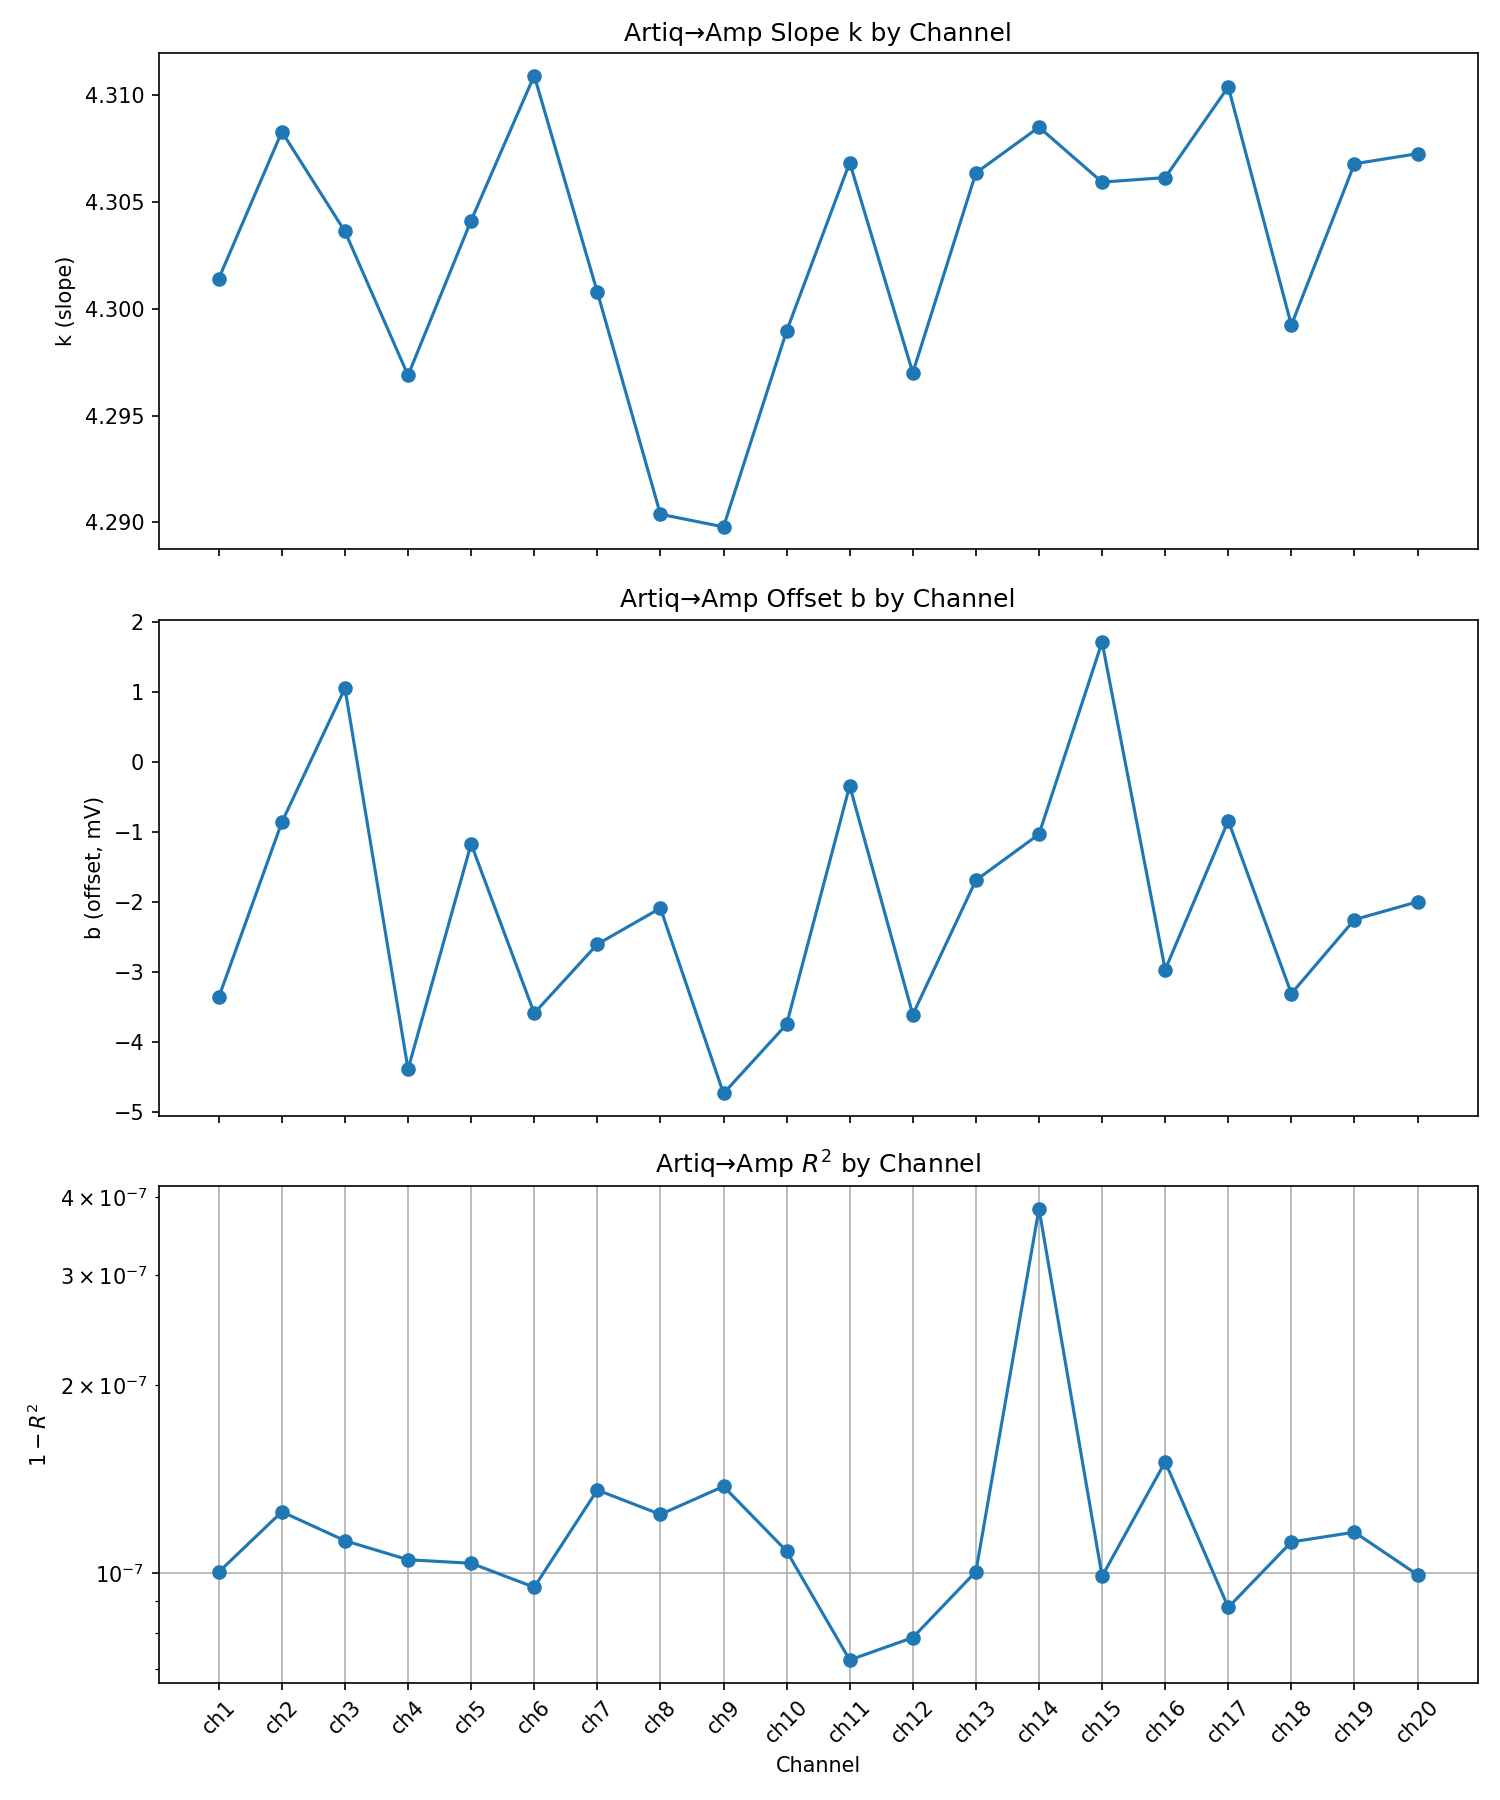 Artiq→Amp Slope k by Channel
k (slope)
4.310
4.305
4.300
4.295
4.290
Artiq→Amp Offset b by Channel
b (offset, mV)
2
1
0
−1
−2
−3
−4
−5
Artiq→Amp R² by Channel
1 − R²
4 × 10⁻⁷
3 × 10⁻⁷
2 × 10⁻⁷
10⁻⁷
ch1 ch2 ch3 ch4 ch5 ch6 ch7 ch8 ch9 ch10 ch11 ch12 ch13 ch14 ch15 ch16 ch17 ch18 ch19 ch20
Channel